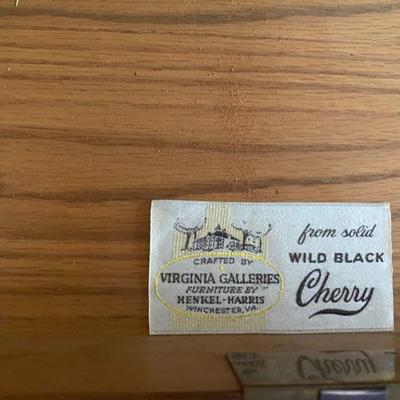 CRAFTED BY
VIRGINIA GALLERIES
FURNITURE BY
HENKEL-HARRIS
WINCHESTER, VA.
from solid
WILD BLACK
Cherry